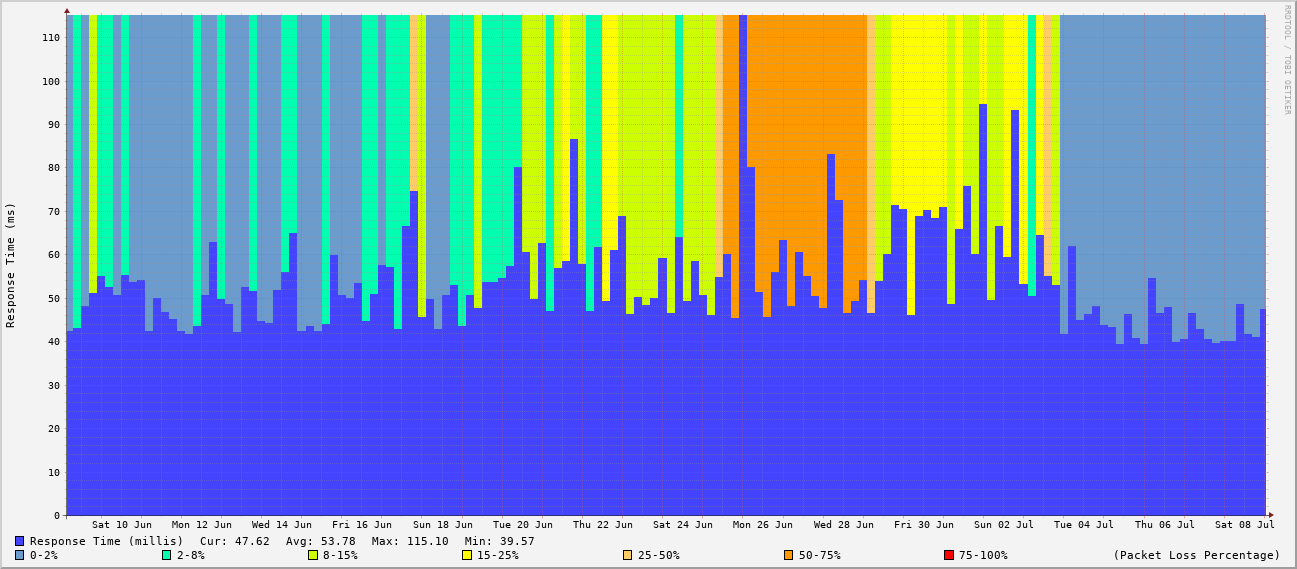 RRDTOOL / TOBI OETIKER
Response Time (ms)
110
100
90
80
70
60
50
40
30
20
10
0
Sat 10 Jun Mon 12 Jun Wed 14 Jun Fri 16 Jun Sun 18 Jun Tue 20 Jun Thu 22 Jun Sat 24 Jun Mon 26 Jun Wed 28 Jun Fri 30 Jun Sun 02 Jul Tue 04 Jul Thu 06 Jul Sat 08 Jul
Response Time (millis) Cur: 47.62 Avg: 53.78 Max: 115.10 Min: 39.57
0-2% 2-8% 8-15% 15-25% 25-50% 50-75% 75-100% (Packet Loss Percentage)